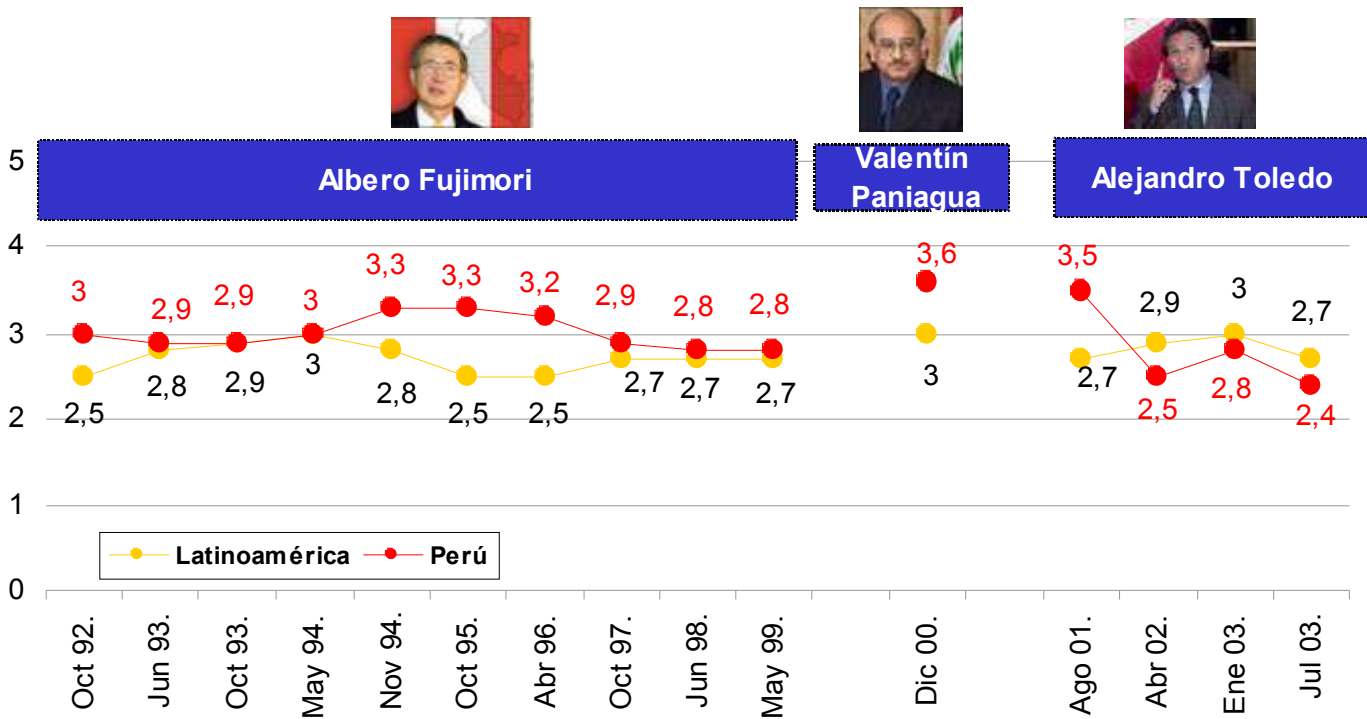 Albero Fujimori
Valentín
Paniagua
Alejandro Toledo
5
4
3
2
1
0
3
2,9
2,9
3
3,3
3,3
3,2
2,9
2,8
2,8
3,6
3,5
2,5
2,8
2,4
2,5
2,8
2,9
3
2,8
2,5
2,5
2,7
2,7
2,7
3
2,7
2,9
3
2,7
Latinoamérica
Perú
Oct 92.
Jun 93.
Oct 93.
May 94.
Nov 94.
Oct 95.
Abr 96.
Oct 97.
Jun 98.
May 99.
Dic 00.
Ago 01.
Abr 02.
Ene 03.
Jul 03.